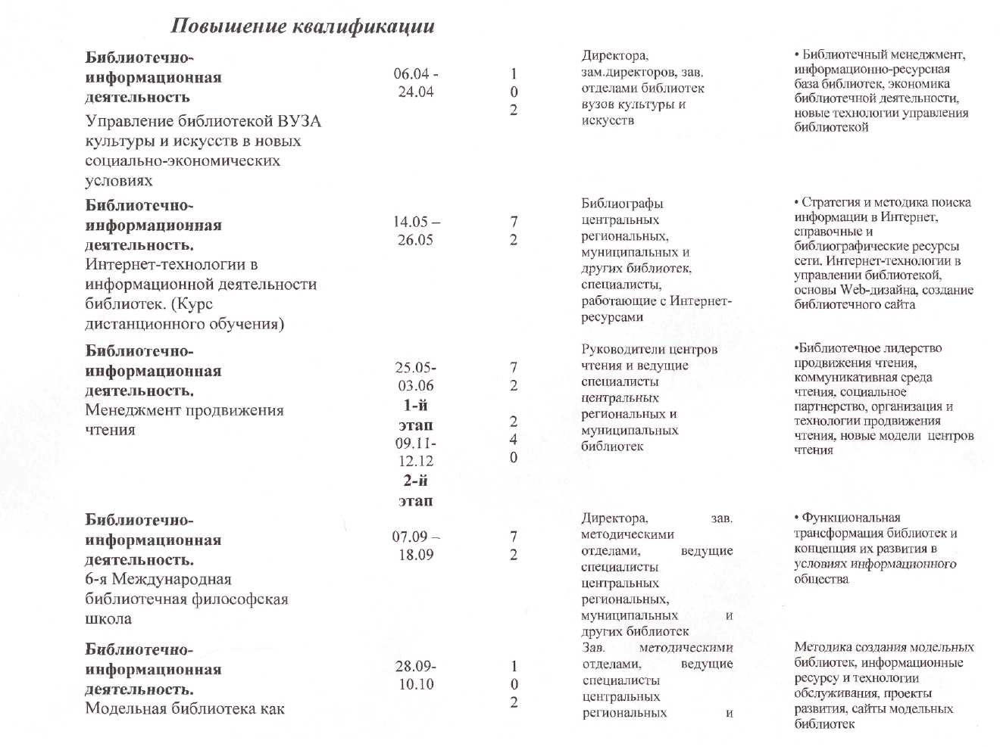 Повышение квалификации
Библиотечно-
информационная
деятельность
Управление библиотекой ВУЗА
культуры и искусств в новых
социально-экономических
условиях
06.04 -
24.04
1
0
2
Директора,
зам.директоров, зав.
отделами библиотек
вузов культуры и
искусств
• Библиотечный менеджмент,
информационно-ресурсная
база библиотек, экономика
библиотечной деятельности,
новые технологии управления
библиотекой
Библиотечно-
информационная
деятельность.
Интернет-технологии в
информационной деятельности
библиотек. (Курс
дистанционного обучения)
14.05 –
26.05
7
2
Библиографы
центральных
региональных,
муниципальных и
других библиотек,
специалисты,
работающие с Интернет-
ресурсами
• Стратегия и методика поиска
информации в Интернет,
справочные и
библиографические ресурсы
сети. Интернет-технологии в
управлении библиотекой,
основы Web-дизайна, создание
библиотечного сайта
Библиотечно-
информационная
деятельность.
Менеджмент продвижения
чтения
25.05-
03.06
1-й
этап
09.11-
12.12
2-й
этап
7
2
2
4
0
Руководители центров
чтения и ведущие
специалисты
центральных
региональных и
муниципальных
библиотек
•Библиотечное лидерство
продвижения чтения,
коммуникативная среда
чтения, социальное
партнерство, организация и
технологии продвижения
чтения, новые модели центров
чтения
Библиотечно-
информационная
деятельность.
6-я Международная
библиотечная философская
школа
07.09 –
18.09
7
2
Директора, зав.
методическими
отделами, ведущие
специалисты
центральных
региональных,
муниципальных и
других библиотек
• Функциональная
трансформация библиотек и
концепция их развития в
условиях информационного
общества
Библиотечно-
информационная
деятельность.
Модельная библиотека как
28.09-
10.10
1
0
2
Зав. методическими
отделами, ведущие
специалисты
центральных
региональных и
Методика создания модельных
библиотек, информационные
ресурсу и технологии
обслуживания, проекты
развития, сайты модельных
библиотек